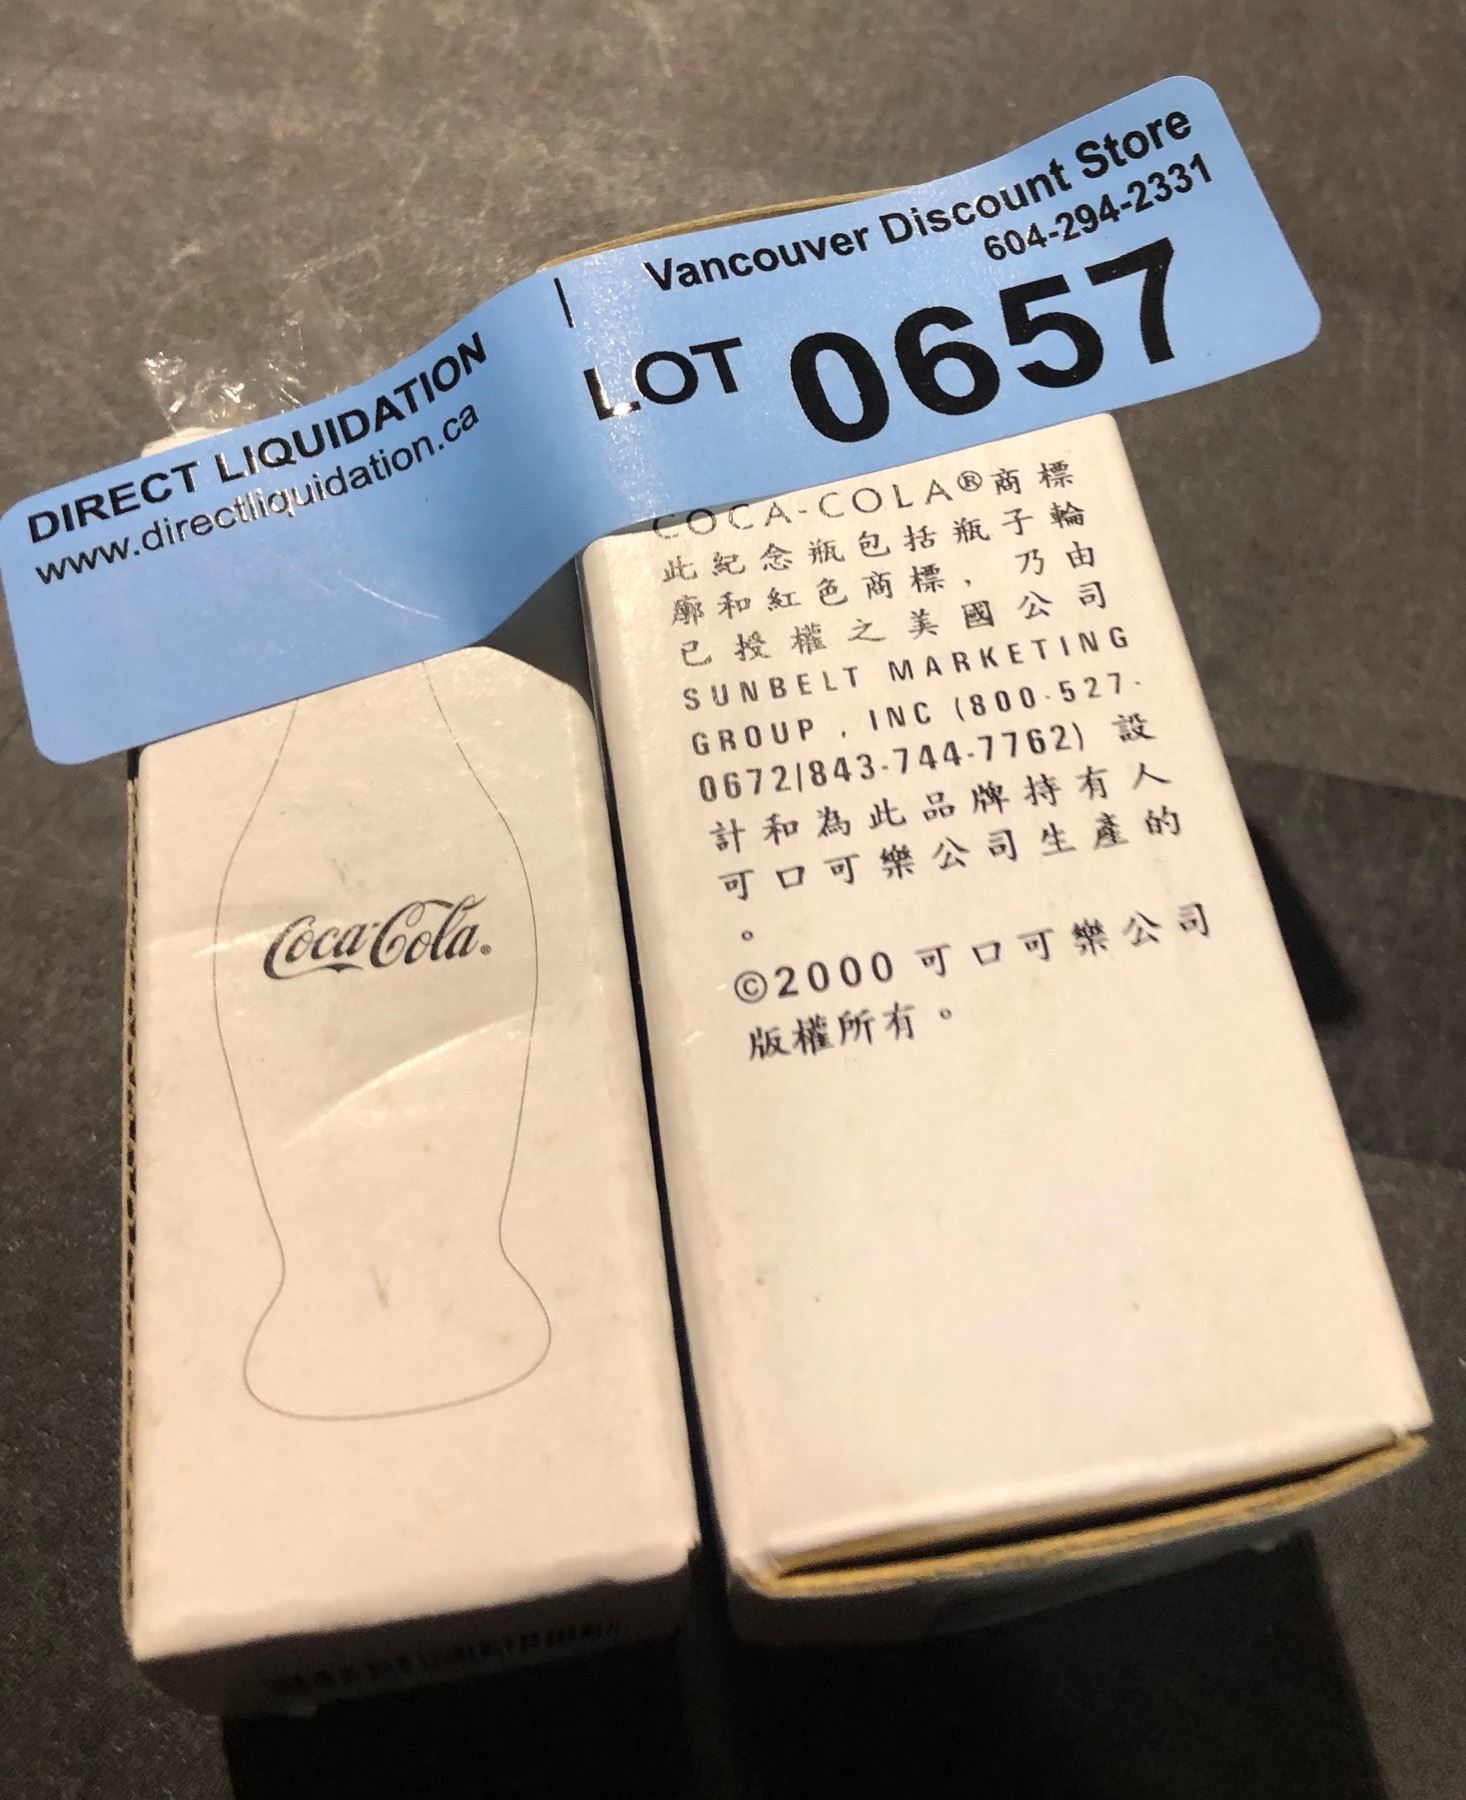 DIRECT LIQUIDATION
www.directliquidation.ca
Vancouver Discount Store
604-294-2331
LOT 0657
Coca-Cola®
COCA-COLA®商標
此紀念瓶包括瓶子輪
廓和紅色商標，乃由
已授權之美國公司
SUNBELT MARKETING
GROUP , INC (800-527-
0672/843-744-7762) 設
計和為此品牌持有人
可口可樂公司生產的
。
©2000 可口可樂公司
版權所有。